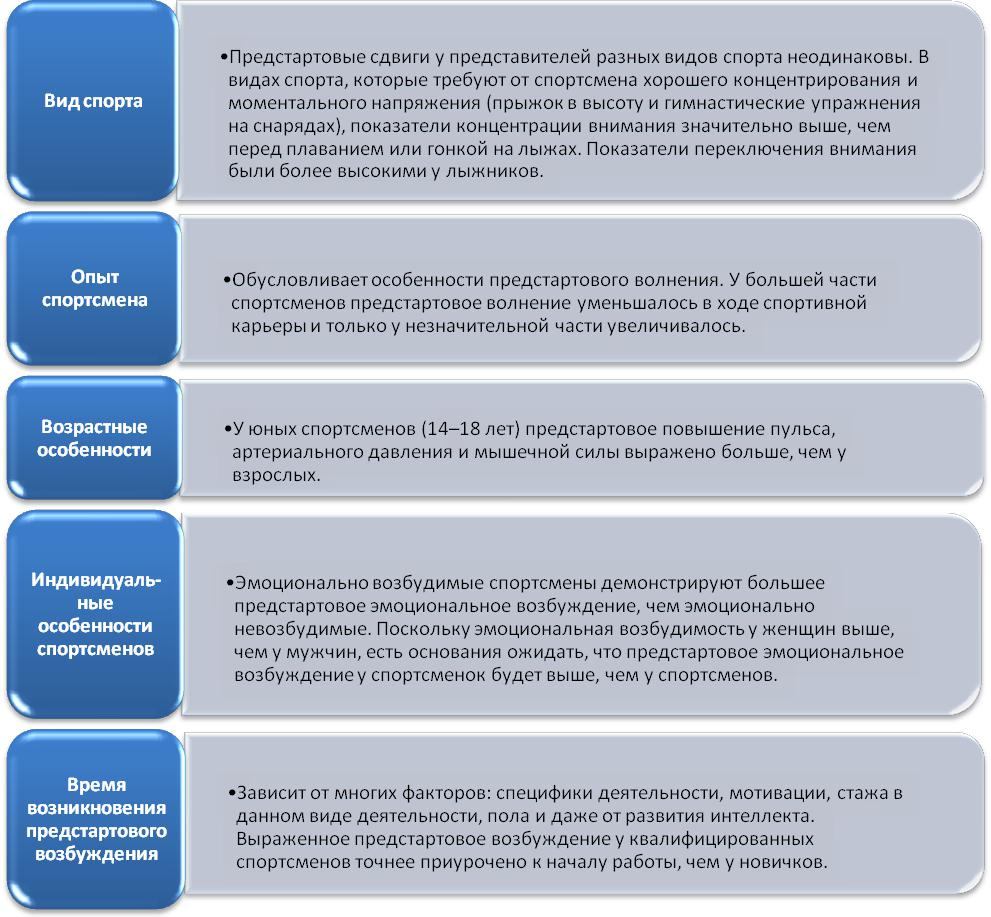 Вид спорта
•Предстартовые сдвиги у представителей разных видов спорта неодинаковы. В
видах спорта, которые требуют от спортсмена хорошего концентрирования и
моментального напряжения (прыжок в высоту и гимнастические упражнения
на снарядах), показатели концентрации внимания значительно выше, чем
перед плаванием или гонкой на лыжах. Показатели переключения внимания
были более высокими у лыжников.
Опыт
спортсмена
•Обусловливает особенности предстартового волнения. У большей части
спортсменов предстартовое волнение уменьшалось в ходе спортивной
карьеры и только у незначительной части увеличивалось.
Возрастные
особенности
•У юных спортсменов (14–18 лет) предстартовое повышение пульса,
артериального давления и мышечной силы выражено больше, чем у
взрослых.
Индивидуаль-
ные
особенности
спортсменов
•Эмоционально возбудимые спортсмены демонстрируют большее
предстартовое эмоциональное возбуждение, чем эмоционально
невозбудимые. Поскольку эмоциональная возбудимость у женщин выше,
чем у мужчин, есть основания ожидать, что предстартовое эмоциональное
возбуждение у спортсменок будет выше, чем у спортсменов.
Время
возникновения
предстартового
возбуждения
•Зависит от многих факторов: специфики деятельности, мотивации, стажа в
данном виде деятельности, пола и даже от развития интеллекта.
Выраженное предстартовое возбуждение у квалифицированных
спортсменов точнее приурочено к началу работы, чем у новичков.